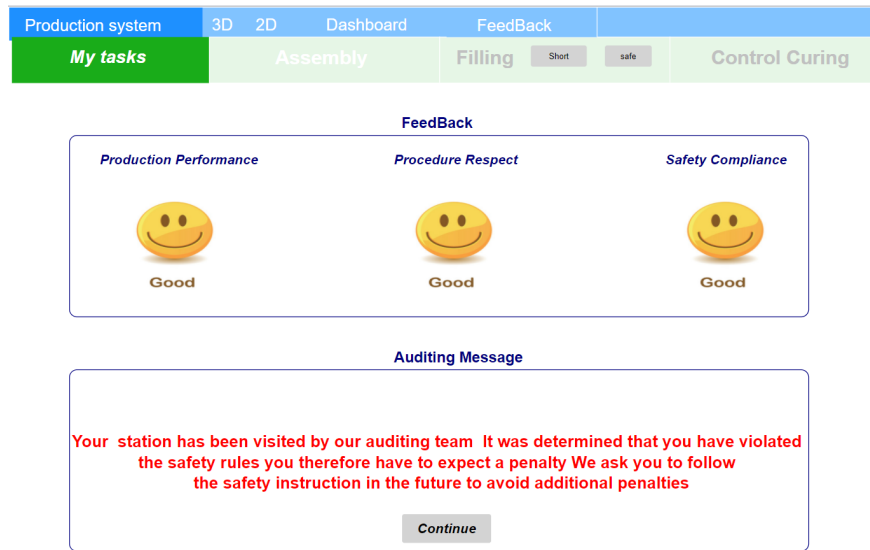 Production system 3D 2D Dashboard FeedBack
My tasks Assembly Filling Short safe Control Curing
FeedBack
Production Performance Procedure Respect Safety Compliance
Good Good Good
Auditing Message
Your station has been visited by our auditing team It was determined that you have violated
the safety rules you therefore have to expect a penalty We ask you to follow
the safety instruction in the future to avoid additional penalties
Continue